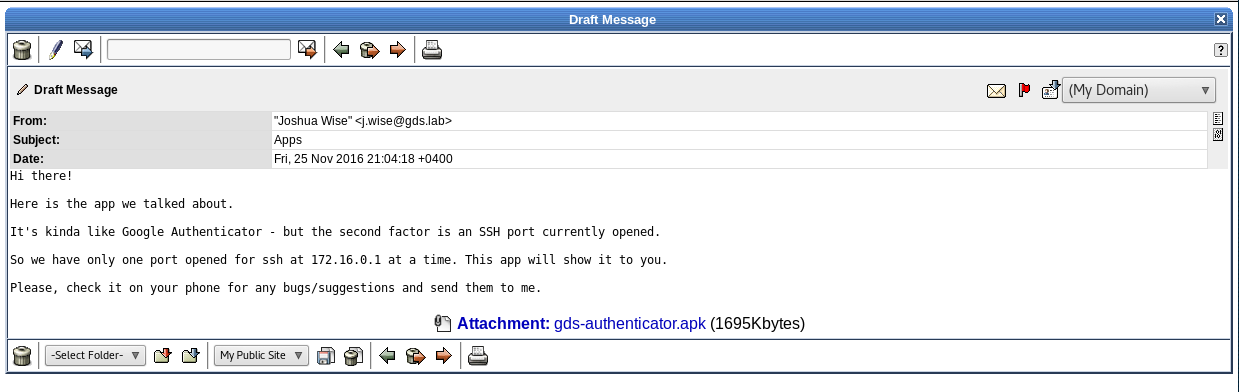 Draft Message
Draft Message
(My Domain)
From: "Joshua Wise" <j.wise@gds.lab>
Subject: Apps
Date: Fri, 25 Nov 2016 21:04:18 +0400
Hi there!
Here is the app we talked about.
It's kinda like Google Authenticator - but the second factor is an SSH port currently opened.
So we have only one port opened for ssh at 172.16.0.1 at a time. This app will show it to you.
Please, check it on your phone for any bugs/suggestions and send them to me.
Attachment: gds-authenticator.apk (1695Kbytes)
-Select Folder- My Public Site